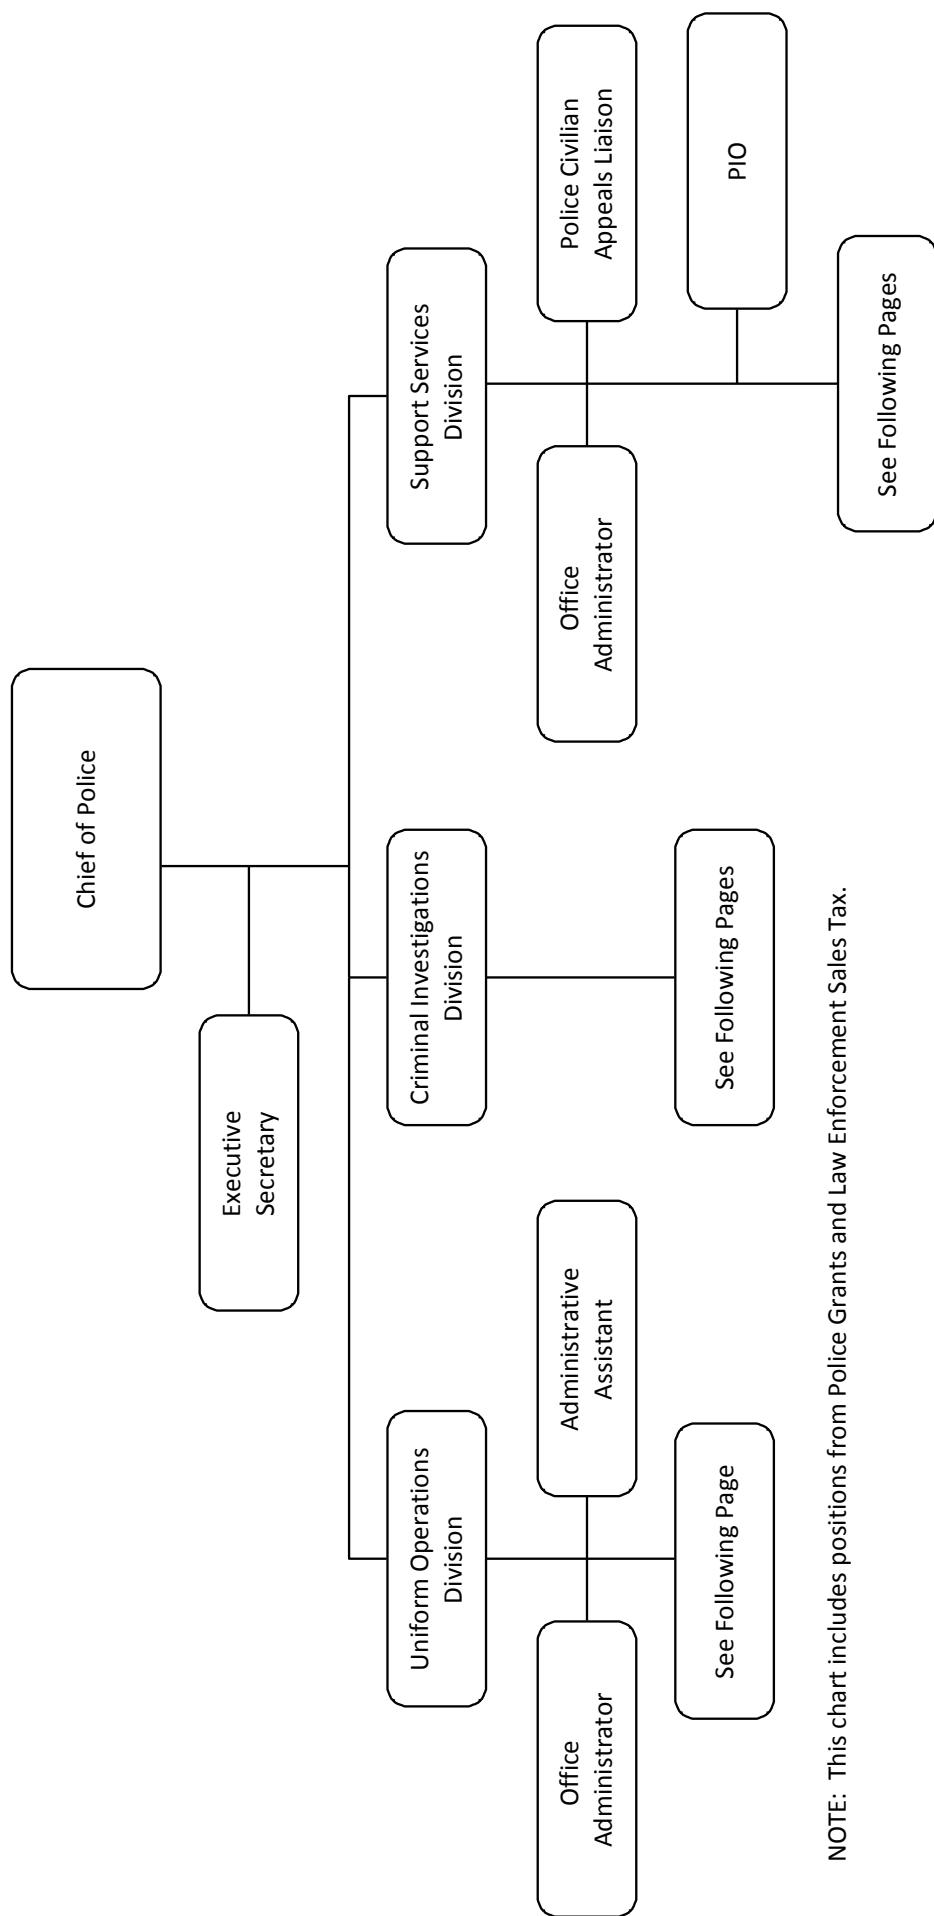 Chief of Police
Executive
Secretary
Uniform Operations
Division
Criminal Investigations
Division
Support Services
Division
Office
Administrator
Administrative
Assistant
Office
Administrator
Police Civilian
Appeals Liaison
See Following Page
See Following Pages
PIO
See Following Pages
NOTE:  This chart includes positions from Police Grants and Law Enforcement Sales Tax.